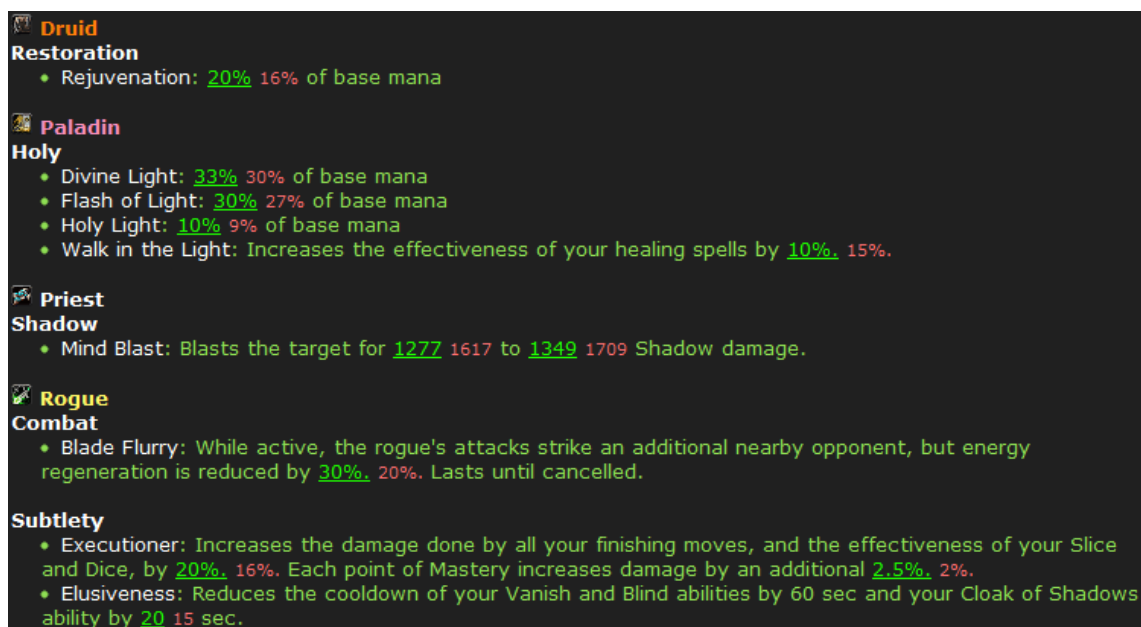 Druid
Restoration
• Rejuvenation: 20% 16% of base mana
Paladin
Holy
• Divine Light: 33% 30% of base mana
• Flash of Light: 30% 27% of base mana
• Holy Light: 10% 9% of base mana
• Walk in the Light: Increases the effectiveness of your healing spells by 10%. 15%.
Priest
Shadow
• Mind Blast: Blasts the target for 1277 1617 to 1349 1709 Shadow damage.
Rogue
Combat
• Blade Flurry: While active, the rogue's attacks strike an additional nearby opponent, but energy
regeneration is reduced by 30%. 20%. Lasts until cancelled.
Subtlety
• Executioner: Increases the damage done by all your finishing moves, and the effectiveness of your Slice
and Dice, by 20%. 16%. Each point of Mastery increases damage by an additional 2.5%. 2%.
• Elusiveness: Reduces the cooldown of your Vanish and Blind abilities by 60 sec and your Cloak of Shadows
ability by 20 15 sec.